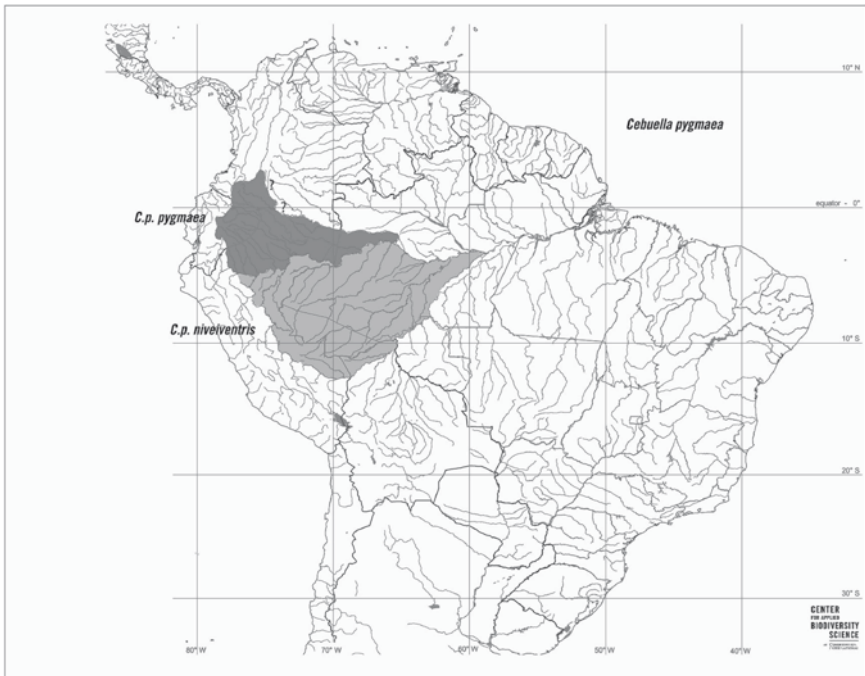 10° N
Cebuella pygmaea
?
equator - 0°
?
C.p. pygmaea
C.p. niveiventris
10° S
20° S
30° S
CENTER
FOR APPLIED
BIODIVERSITY
SCIENCE
80° W
70° W
60° W
50° W
40° W